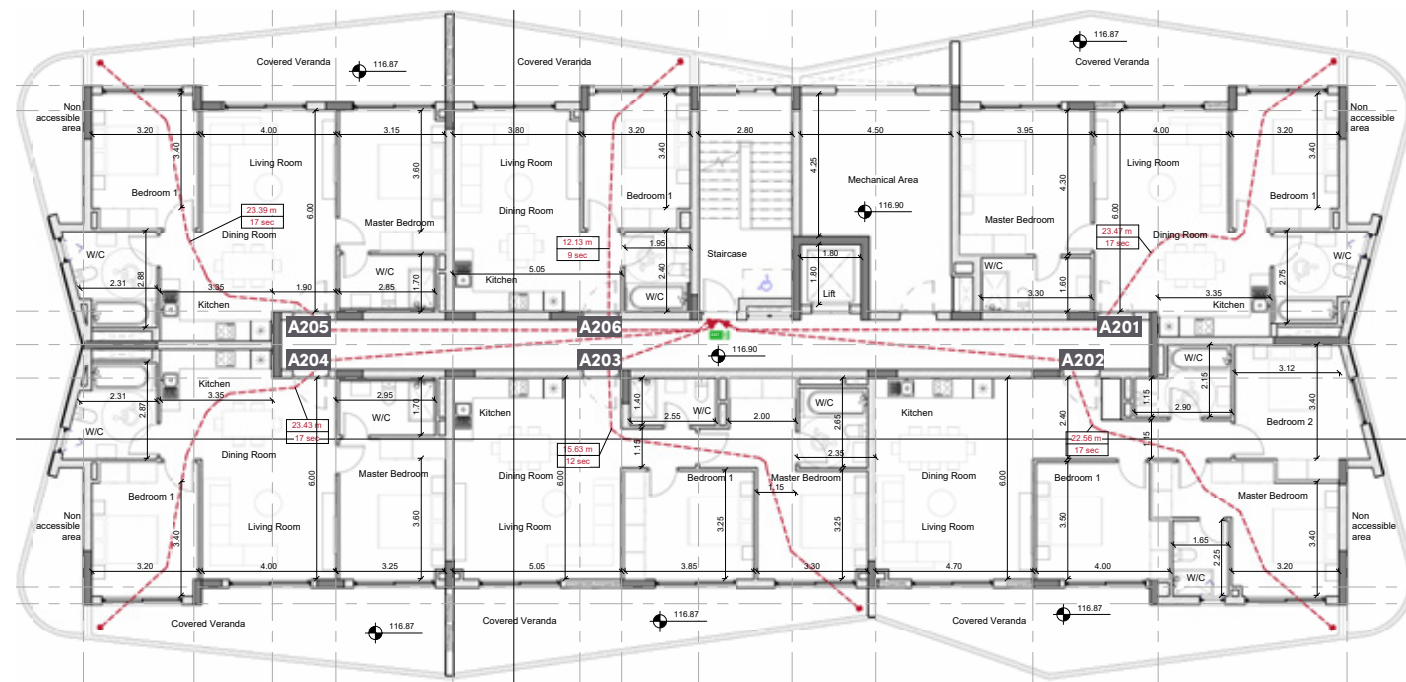 Covered Veranda
116.87
Covered Veranda
116.87
Covered Veranda
Non
accessible
area
Non
accessible
area
3.20
4.00
3.15
3.80
3.20
2.80
4.50
3.95
4.00
3.20
3.40
Living Room
3.60
Living Room
3.40
4.25
Mechanical Area
4.30
Living Room
3.40
Bedroom 1
Bedroom 1
Bedroom 1
6.00
Master Bedroom
Dining Room
116.90
Master Bedroom
6.00
23.39 m
17 sec
Dining Room
12.13 m
9 sec
23.47 m
17 sec
Dining Room
W/C
2.88
W/C
1.95
2.40
Staircase
1.80
W/C
1.60
2.75
W/C
2.31
3.35
1.90
2.85
1.70
5.05
Kitchen
W/C
1.80
Lift
3.30
3.35
Kitchen
Kitchen
A205
A206
A201
A204
A203
116.90
A202
Kitchen
2.31
3.35
2.87
W/C
2.95
1.70
W/C
Kitchen
1.40
2.55
W/C
2.00
2.65
W/C
Kitchen
2.40
1.15
W/C
2.15
2.90
3.12
3.40
Bedroom 2
23.43 m
17 sec
15.63 m
12 sec
1.15
2.35
22.56 m
17 sec
1.15
Dining Room
Master Bedroom
Dining Room
Bedroom 1
1.15
Master Bedroom
Dining Room
Bedroom 1
Master Bedroom
Bedroom 1
6.00
6.00
6.00
Non
accessible
area
Living Room
3.60
Living Room
3.25
3.25
Living Room
3.50
1.65
2.25
W/C
3.40
Non
accessible
area
3.40
3.20
4.00
3.25
5.05
3.85
3.30
4.70
4.00
3.20
Covered Veranda
116.87
Covered Veranda
116.87
Covered Veranda
116.87